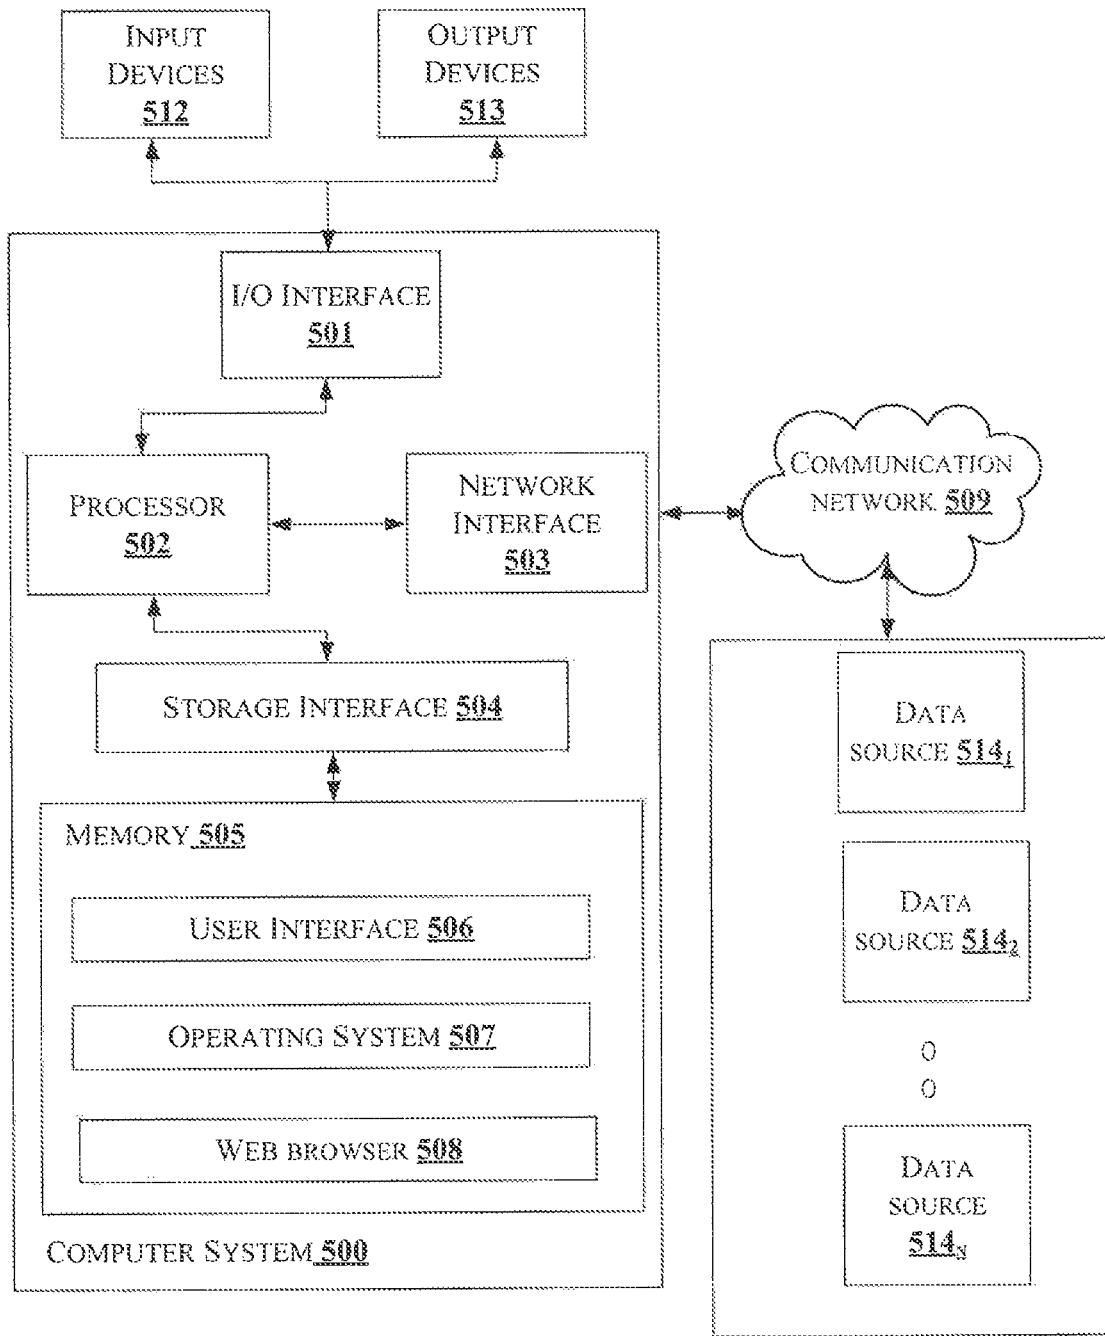 INPUT
DEVICES
512
OUTPUT
DEVICES
513
I/O INTERFACE
501
PROCESSOR
502
NETWORK
INTERFACE
503
COMMUNICATION
NETWORK 509
STORAGE INTERFACE 504
MEMORY 505
USER INTERFACE 506
OPERATING SYSTEM 507
WEB BROWSER 508
COMPUTER SYSTEM 500
DATA
SOURCE 514₁
DATA
SOURCE 514₂
DATA
SOURCE
514N